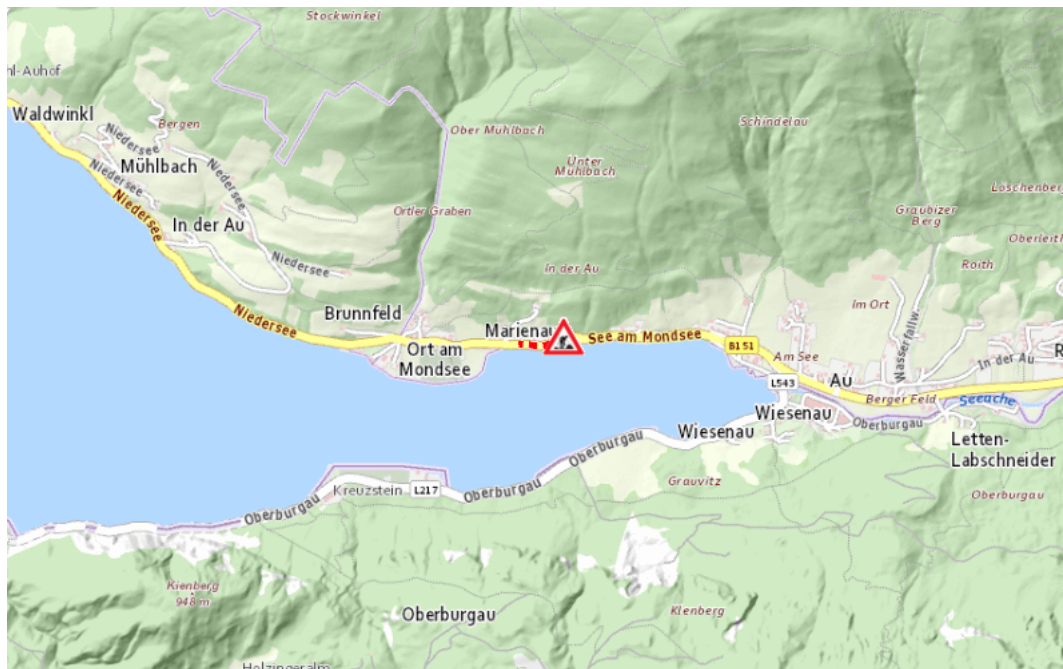 Stockwinkel
hl-Auhof
Waldwinkl
Bergen
Niedersee
Ober Mühlbach
Schindelau
Mühlbach
Niedersee
Niedersee
Unter
Mühlbach
Löschenberg
Niedersee
In der Au
Ortler Graben
Graubizer
Berg
Oberleith
Niedersee
In der Au
Roith
Niedersee
Brunnfeld
Marienau
See am Mondsee
Im Ort
Wasserfallw.
B151
Ort am
Mondsee
Am See
In der Au
R
L543
Au
Berger Feld
Seeache
Wiesenau
Oberburgau
Wiesenau
Letten-
Labschneider
Oberburgau
Kreuzstein
L217
Oberburgau
Grauvitz
Oberburgau
Oberburgau
Kienberg
948 m
Oberburgau
Klenberg
Holzingeralm